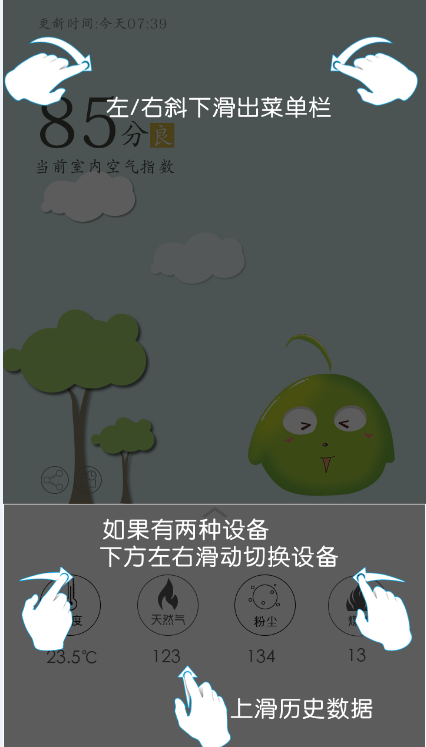 更新时间:今天07:39
左/右斜下滑出菜单栏
85分 良
当前室内空气指数
如果有两种设备
下方左右滑动切换设备
度 天然气 粉尘
23.5℃ 123 134 13
上滑历史数据